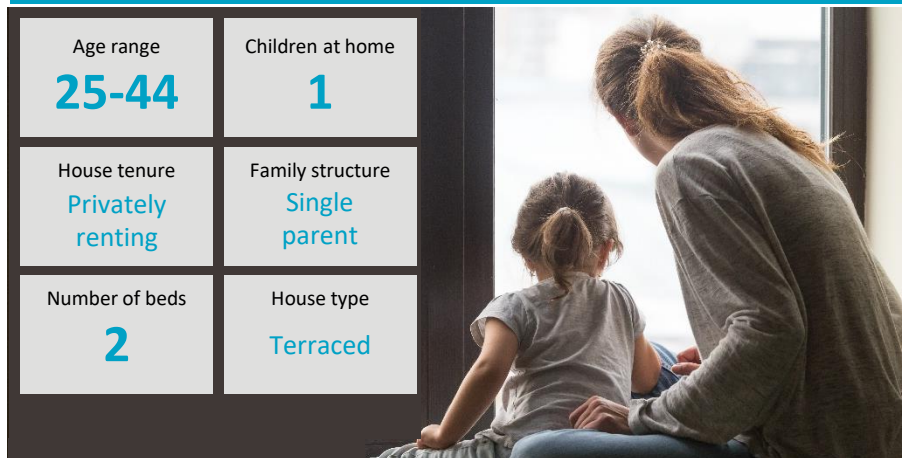 Age range
25-44
Children at home
1
House tenure
Privately
renting
Family structure
Single
parent
Number of beds
2
House type
Terraced